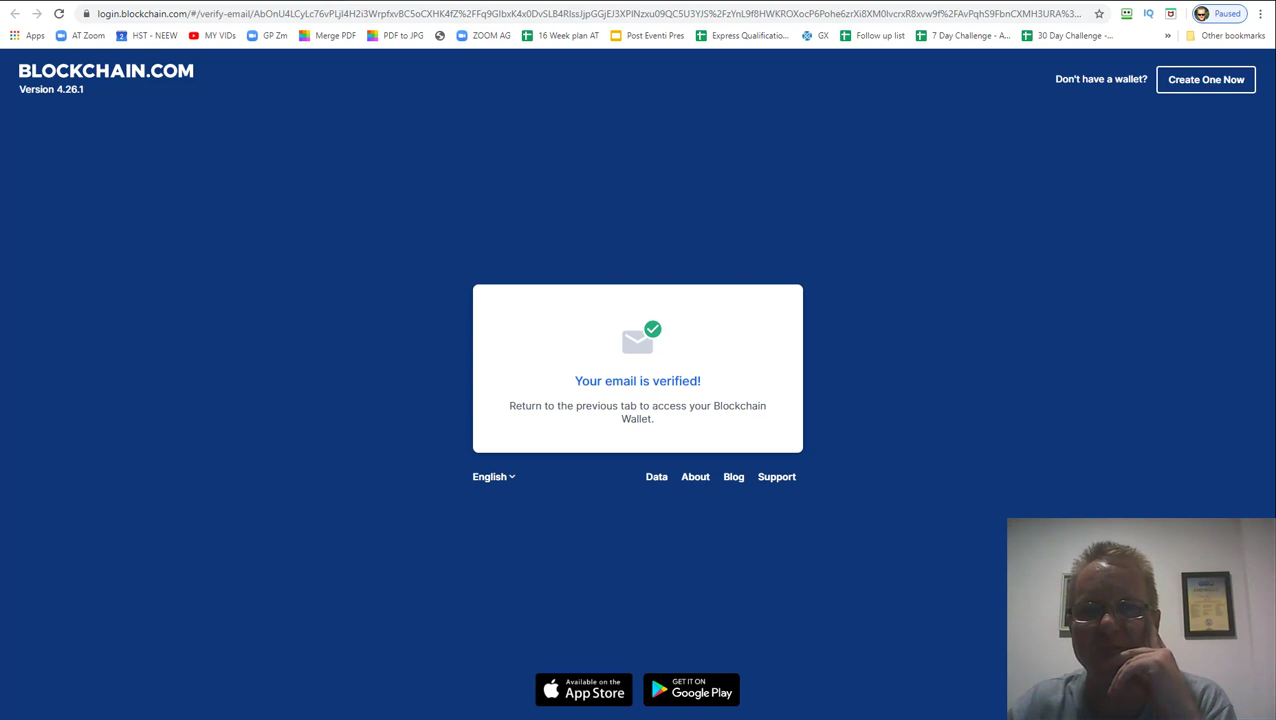 login.blockchain.com/#/verify-email/
Paused
Apps
AT Zoom
HST - NEEW
MY VIDs
GP Zm
Merge PDF
PDF to JPG
ZOOM AG
16 Week plan AT
Post Eventi Pres
Express Qualificatio...
GX
Follow up list
7 Day Challenge - A...
30 Day Challenge -...
»
Other bookmarks
BLOCKCHAIN.COM
Version 4.26.1
Don't have a wallet?
Create One Now
Your email is verified!
Return to the previous tab to access your Blockchain
Wallet.
English
Data
About
Blog
Support
Available on the
App Store
GET IT ON
Google Play